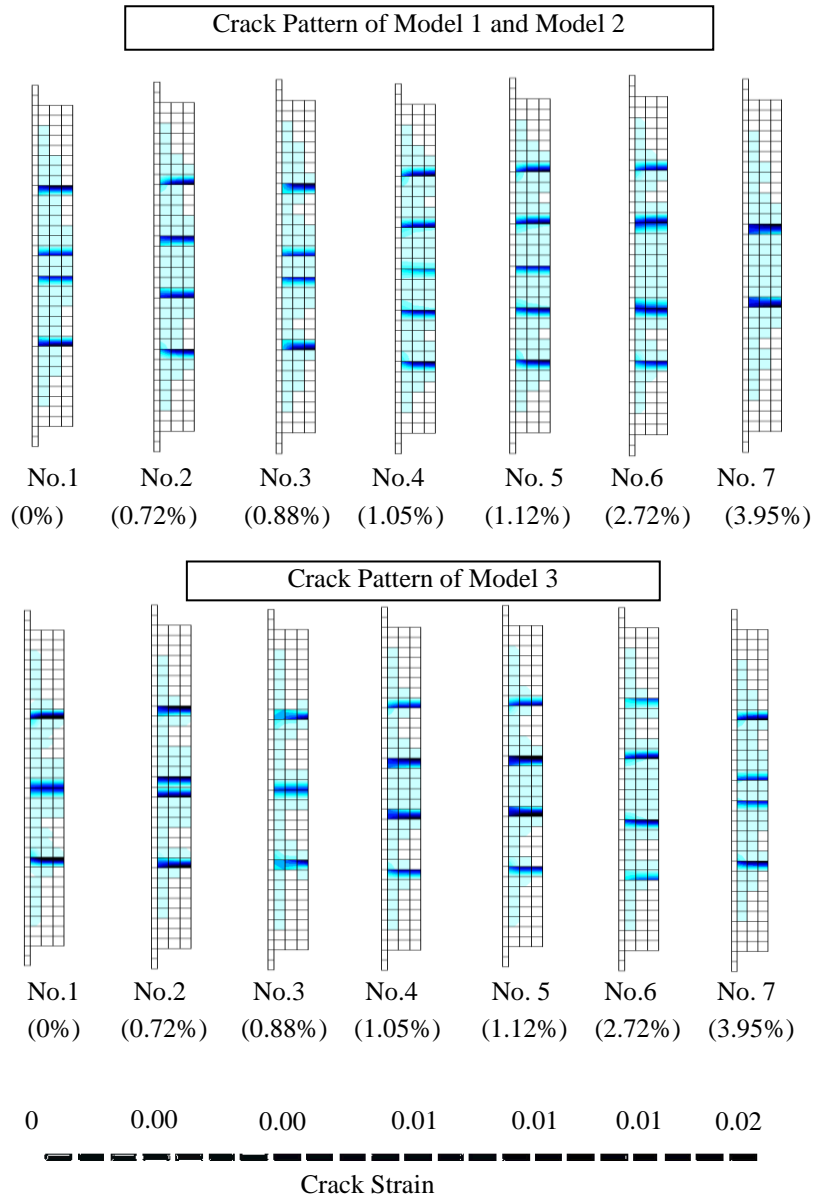 Crack Pattern of Model 1 and Model 2
No.1 No.2 No.3 No.4 No. 5 No.6 No. 7
(0%) (0.72%) (0.88%) (1.05%) (1.12%) (2.72%) (3.95%)
Crack Pattern of Model 3
No.1 No.2 No.3 No.4 No. 5 No.6 No. 7
(0%) (0.72%) (0.88%) (1.05%) (1.12%) (2.72%) (3.95%)
0 0.00 0.00 0.01 0.01 0.01 0.02
Crack Strain